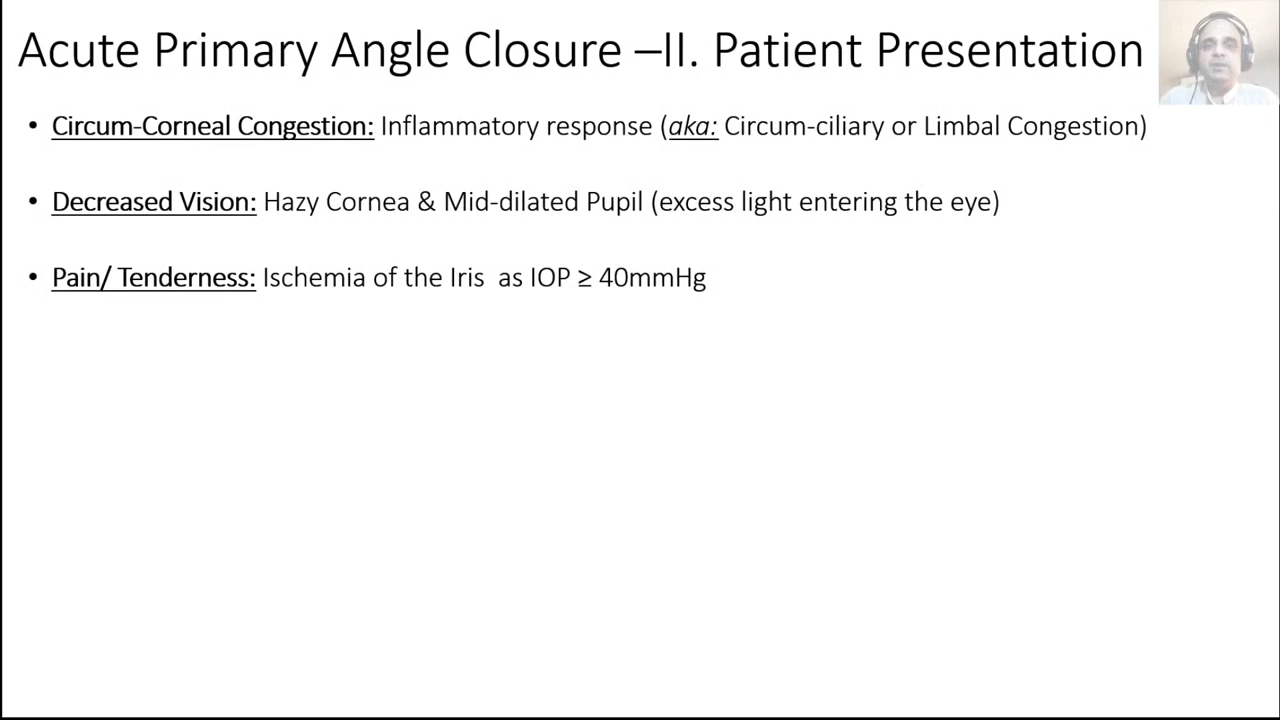 Acute Primary Angle Closure –II. Patient Presentation
• Circum-Corneal Congestion: Inflammatory response (aka: Circum-ciliary or Limbal Congestion)
• Decreased Vision: Hazy Cornea & Mid-dilated Pupil (excess light entering the eye)
• Pain/ Tenderness: Ischemia of the Iris  as IOP ≥ 40mmHg